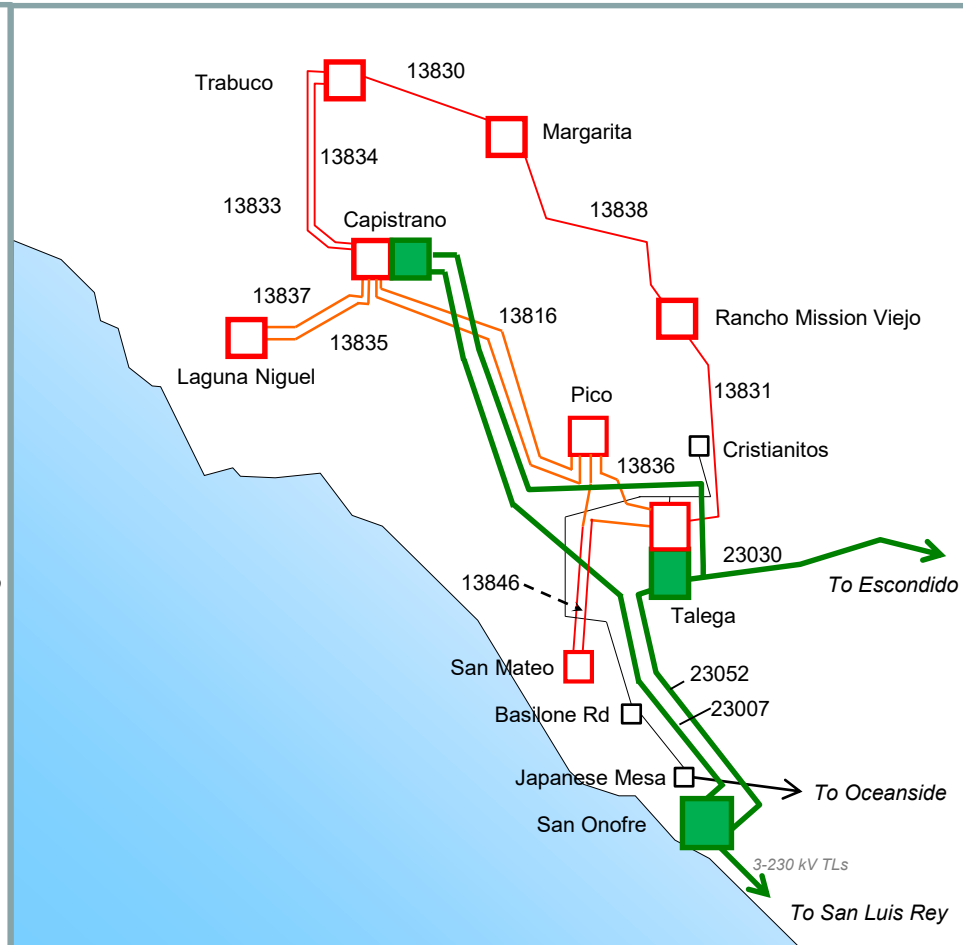 13830
Trabuco
Margarita
13834
13833
13838
Capistrano
13837
13816
Rancho Mission Viejo
13835
Laguna Niguel
13831
Pico
Cristianitos
13836
23030
To Escondido
13846
Talega
San Mateo
23052
23007
Basilone Rd
Japanese Mesa
To Oceanside
San Onofre
3-230 kV TLs
To San Luis Rey